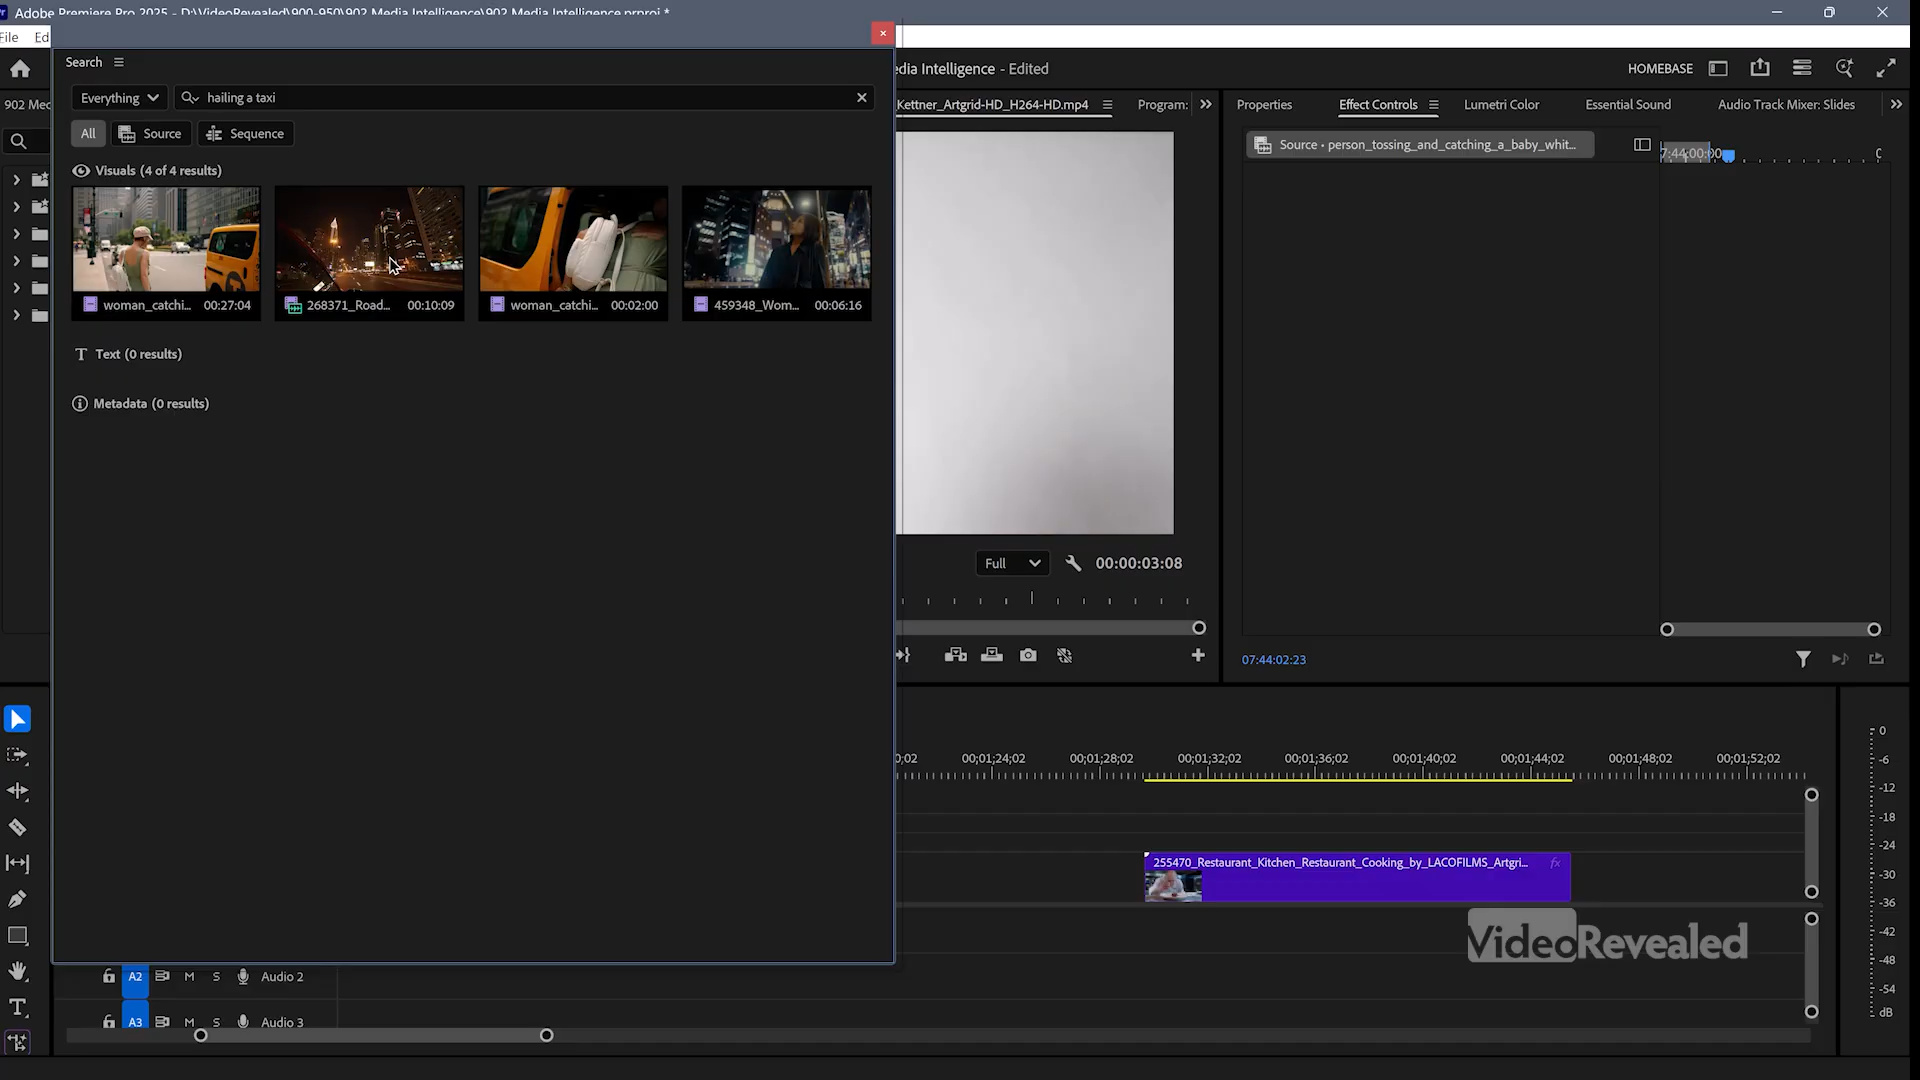 Adobe Premiere Pro 2025 - D:\VideoRevealed\900-950\902 Media Intelligence\902 Media Intelligence.prproj *
File Ed
edia Intelligence - Edited
HOMEBASE
Search
Everything
hailing a taxi
All
Source
Sequence
902 Med
Kettner_Artgrid-HD_H264-HD.mp4
Program:
Properties
Effect Controls
Lumetri Color
Essential Sound
Audio Track Mixer: Slides
Source • person_tossing_and_catching_a_baby_whit...
7:44:00:00
Visuals (4 of 4 results)
woman_catchi... 00:27:04
268371_Road... 00:10:09
woman_catchi... 00:02:00
459348_Wom... 00:06:16
T Text (0 results)
Metadata (0 results)
Full
00:00:03:08
07:44:02:23
0;02
00;01;24;02
00;01;28;02
00;01;32;02
00;01;36;02
00;01;40;02
00;01;44;02
00;01;48;02
00;01;52;02
255470_Restaurant_Kitchen_Restaurant_Cooking_by_LACOFILMS_Artgri...
fx
VideoRevealed
A2 M S Audio 2
A3 M S Audio 3
0
-6
-12
-18
-24
-30
-36
-42
-48
-54
dB